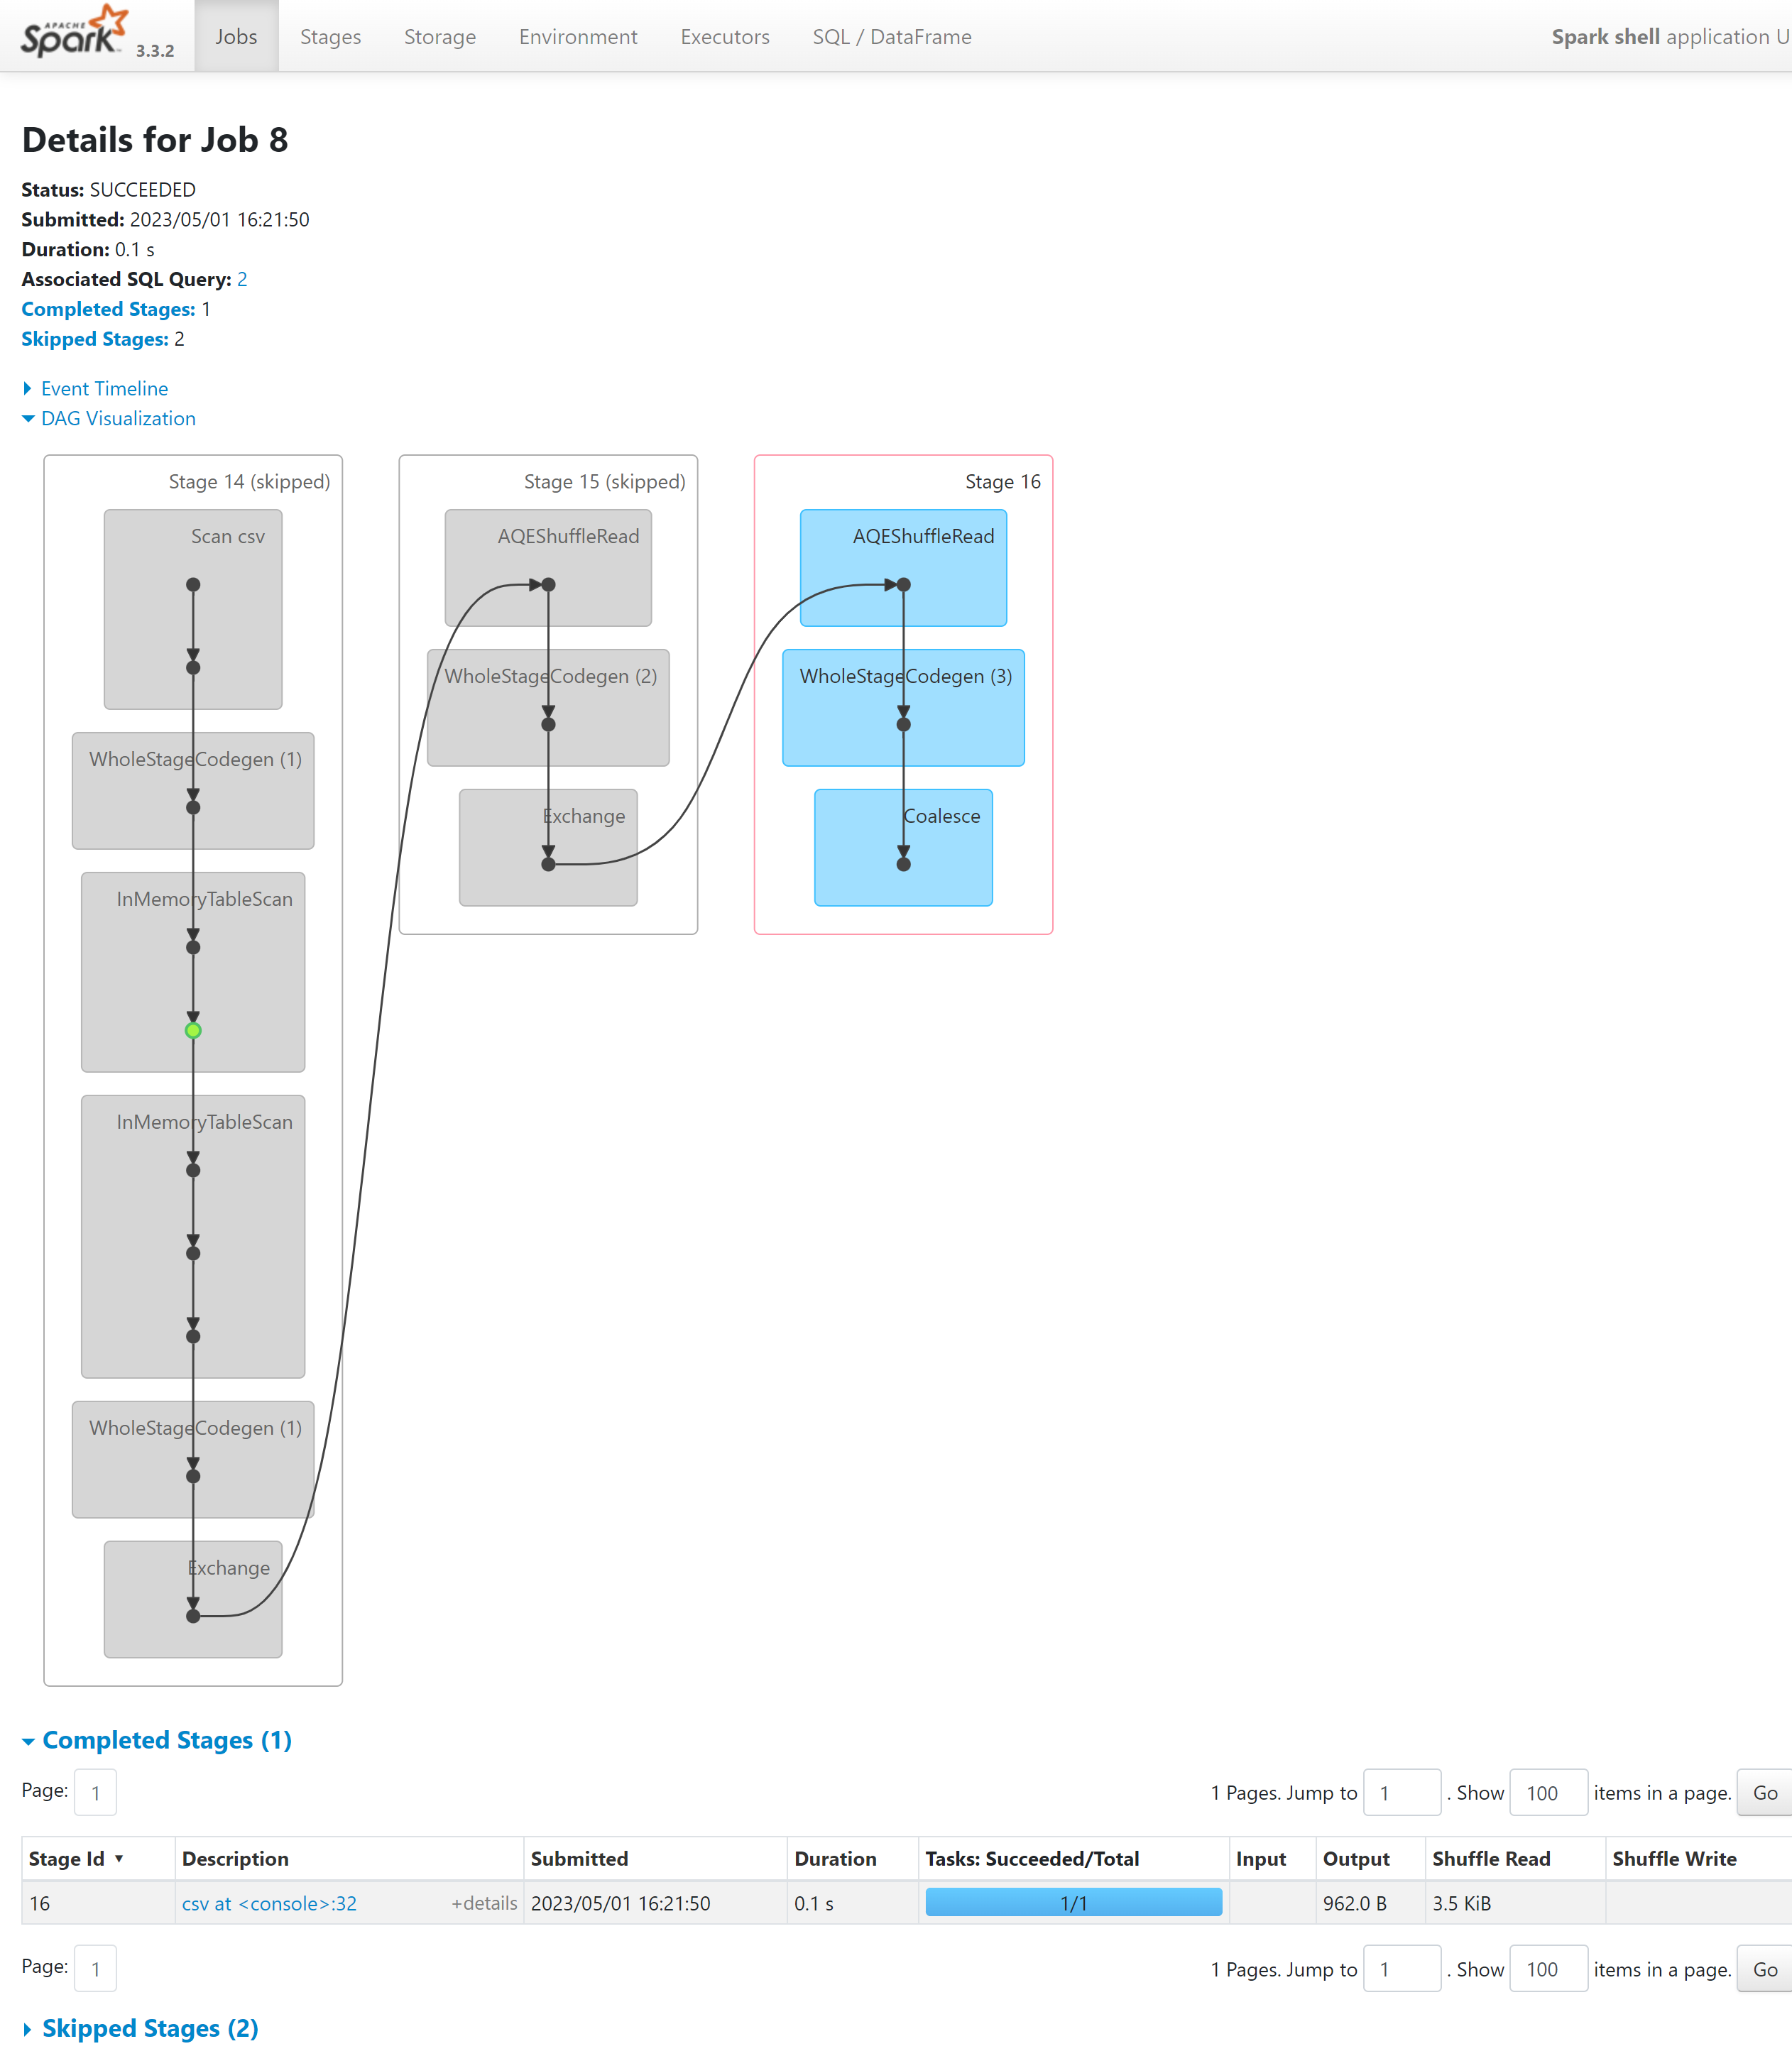 APACHE Spark 3.3.2 Jobs Stages Storage Environment Executors SQL / DataFrame Spark shell application U
Details for Job 8
Status: SUCCEEDED
Submitted: 2023/05/01 16:21:50
Duration: 0.1 s
Associated SQL Query: 2
Completed Stages: 1
Skipped Stages: 2
Event Timeline
DAG Visualization
Stage 14 (skipped)
Scan csv
WholeStageCodegen (1)
InMemoryTableScan
InMemoryTableScan
WholeStageCodegen (1)
Exchange
Stage 15 (skipped)
AQEShuffleRead
WholeStageCodegen (2)
Exchange
Stage 16
AQEShuffleRead
WholeStageCodegen (3)
Coalesce
Completed Stages (1)
Page: 1 1 Pages. Jump to 1 . Show 100 items in a page. Go
Stage Id ▾ Description Submitted Duration Tasks: Succeeded/Total Input Output Shuffle Read Shuffle Write
16 csv at <console>:32 +details 2023/05/01 16:21:50 0.1 s 1/1 962.0 B 3.5 KiB
Page: 1 1 Pages. Jump to 1 . Show 100 items in a page. Go
Skipped Stages (2)